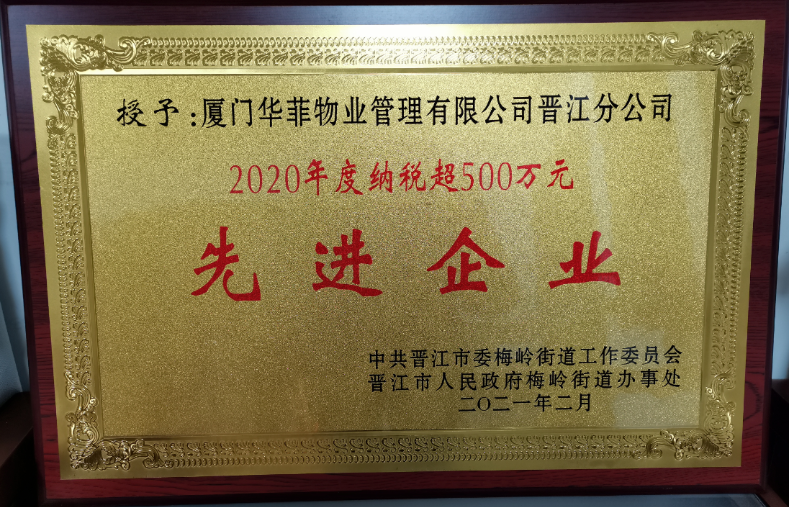 授予:厦门华菲物业管理有限公司晋江分公司
2020年度纳税超500万元
先进企业
中共晋江市委梅岭街道工作委员会
晋江市人民政府梅岭街道办事处
二〇二一年二月